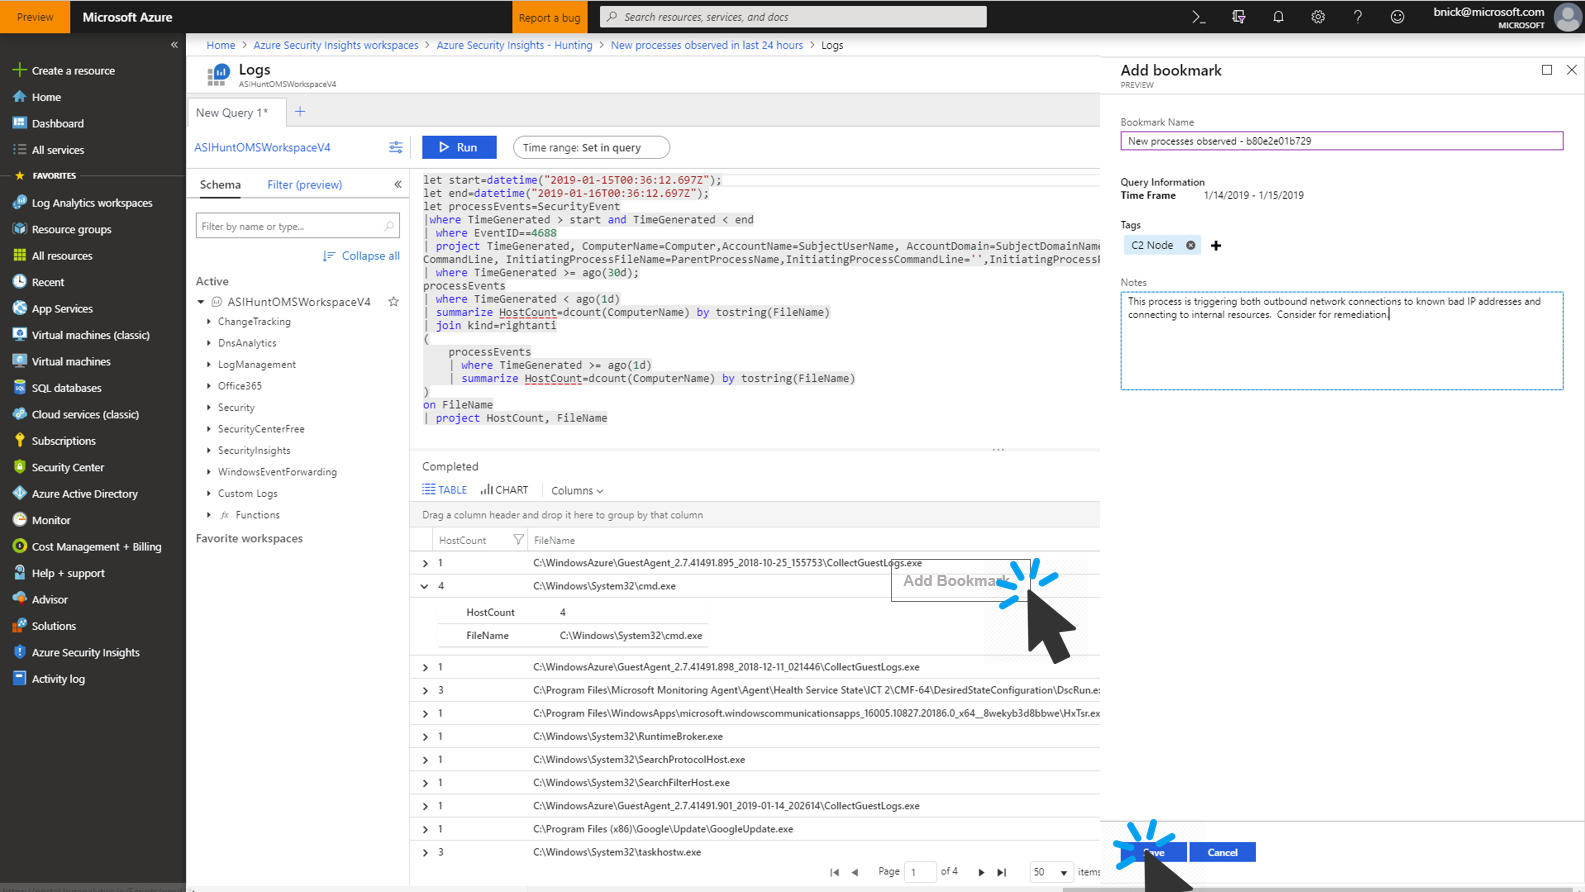 Preview
Microsoft Azure
Report a bug
Search resources, services, and docs
bnick@microsoft.com
MICROSOFT
Create a resource
Home
Dashboard
All services
FAVORITES
Log Analytics workspaces
Resource groups
All resources
Recent
App Services
Virtual machines (classic)
Virtual machines
SQL databases
Cloud services (classic)
Subscriptions
Security Center
Azure Active Directory
Monitor
Cost Management + Billing
Help + support
Advisor
Solutions
Azure Security Insights
Activity log
Home > Azure Security Insights workspaces > Azure Security Insights - Hunting > New processes observed in last 24 hours > Logs
Logs
ASIHuntOMSWorkspaceV4
New Query 1*
ASIHuntOMSWorkspaceV4
Run
Time range: Set in query
Schema
Filter (preview)
Filter by name or type...
Collapse all
Active
ASIHuntOMSWorkspaceV4
ChangeTracking
DnsAnalytics
LogManagement
Office365
Security
SecurityCenterFree
SecurityInsights
WindowsEventForwarding
Custom Logs
fx Functions
Favorite workspaces
let start=datetime("2019-01-15T00:36:12.697Z");
let end=datetime("2019-01-16T00:36:12.697Z");
let processEvents=SecurityEvent
|where TimeGenerated > start and TimeGenerated < end
| where EventID==4688
| project TimeGenerated, ComputerName=Computer,AccountName=SubjectUserName, AccountDomain=SubjectDomainName
CommandLine, InitiatingProcessFileName=ParentProcessName,InitiatingProcessCommandLine='',InitiatingProcessP
| where TimeGenerated >= ago(30d);
processEvents
| where TimeGenerated < ago(1d)
| summarize HostCount=dcount(ComputerName) by tostring(FileName)
| join kind=rightanti
(
processEvents
| where TimeGenerated >= ago(1d)
| summarize HostCount=dcount(ComputerName) by tostring(FileName)
)
on FileName
| project HostCount, FileName
Completed
TABLE
CHART
Columns
Drag a column header and drop it here to group by that column
HostCount FileName
1 C:\WindowsAzure\GuestAgent_2.7.41491.895_2018-10-25_155753\CollectGuestLogs.exe
4 C:\Windows\System32\cmd.exe
HostCount 4
FileName C:\Windows\System32\cmd.exe
Add Bookmark
1 C:\WindowsAzure\GuestAgent_2.7.41491.898_2018-12-11_021446\CollectGuestLogs.exe
3 C:\Program Files\Microsoft Monitoring Agent\Agent\Health Service State\ICT 2\CMF-64\DesiredStateConfiguration\DscRun.ex
1 C:\Program Files\WindowsApps\microsoft.windowscommunicationsapps_16005.10827.20186.0_x64__8wekyb3d8bbwe\HxTsr.exe
1 C:\Windows\System32\RuntimeBroker.exe
1 C:\Windows\System32\SearchProtocolHost.exe
1 C:\Windows\System32\SearchFilterHost.exe
1 C:\WindowsAzure\GuestAgent_2.7.41491.901_2019-01-14_202614\CollectGuestLogs.exe
1 C:\Program Files (x86)\Google\Update\GoogleUpdate.exe
3 C:\Windows\System32\taskhostw.exe
Page 1 of 4
50 items
Add bookmark
PREVIEW
Bookmark Name
New processes observed - b80e2e01b729
Query Information
Time Frame 1/14/2019 - 1/15/2019
Tags
C2 Node
Notes
This process is triggering both outbound network connections to known bad IP addresses and
connecting to internal resources. Consider for remediation.
Save
Cancel